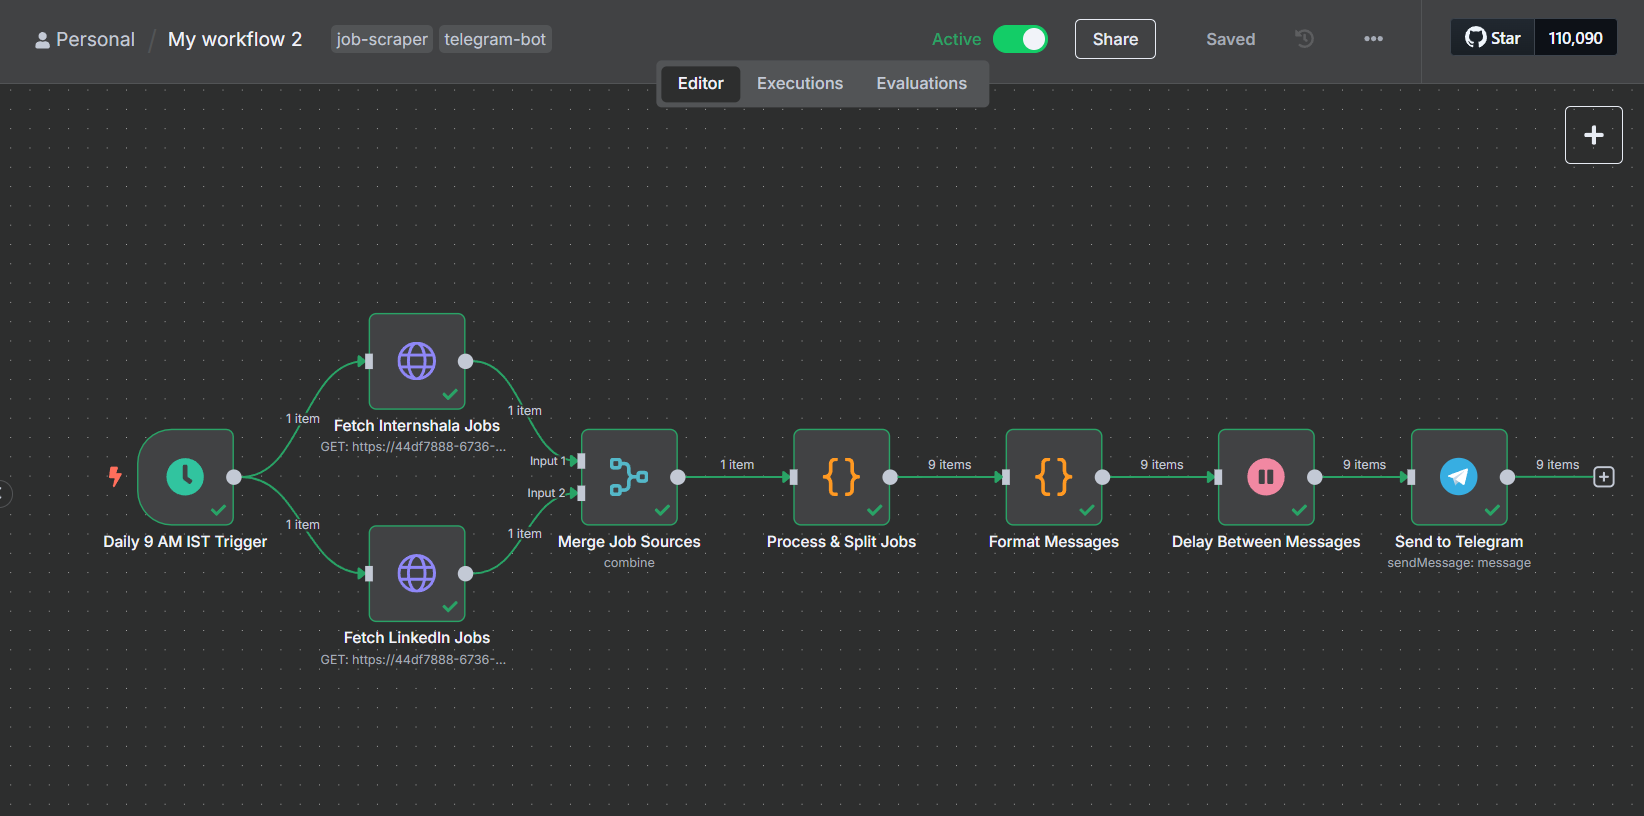 Personal / My workflow 2 job-scraper telegram-bot Active Share Saved ... Star 110,090
Editor Executions Evaluations
+
1 item
Fetch Internshala Jobs
GET: https://44df7888-6736-...
1 item
Daily 9 AM IST Trigger
1 item
Fetch LinkedIn Jobs
GET: https://44df7888-6736-...
1 item
Input 1
Input 2
Merge Job Sources
combine
1 item
{}
Process & Split Jobs
9 items
{}
Format Messages
9 items
Delay Between Messages
9 items
Send to Telegram
sendMessage: message
9 items
+